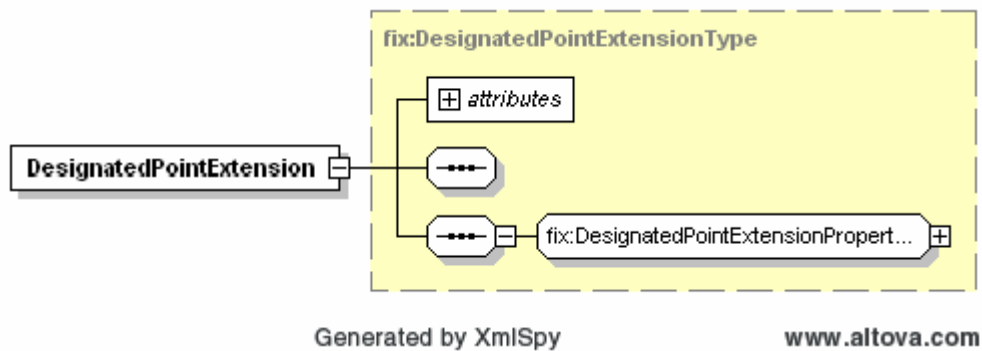 fix:DesignatedPointExtensionType
attributes
DesignatedPointExtension
fix:DesignatedPointExtensionPropert...
Generated by XmlSpy
www.altova.com